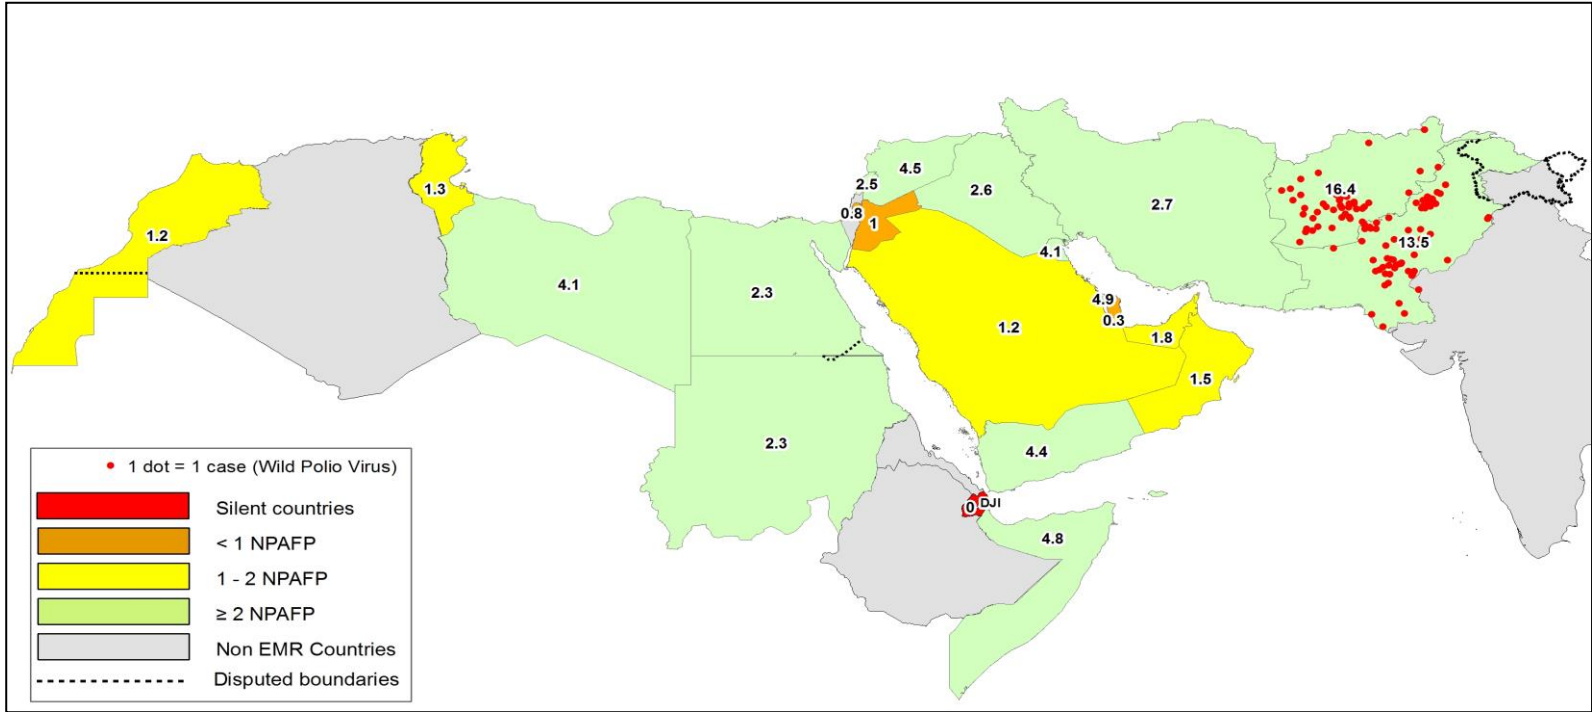 16.4
4.5
2.5
1.3
2.6
2.7
0.8
1
1.2
13.5
4.1
4.1
2.3
4.9
0.3
1.2
1.8
1.5
2.3
4.4
0
DJI
4.8
1 dot = 1 case (Wild Polio Virus)
Silent countries
< 1 NPAFP
1 - 2 NPAFP
≥ 2 NPAFP
Non EMR Countries
Disputed boundaries